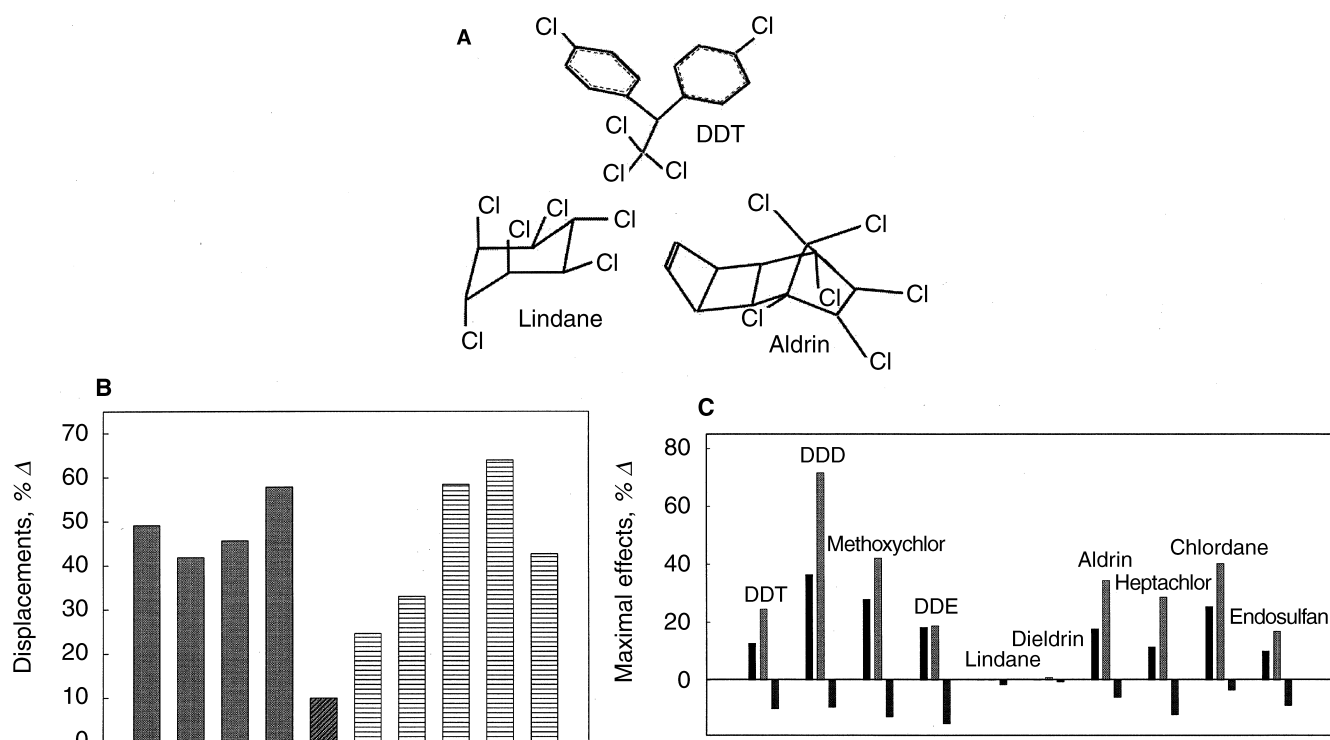 A
Cl
Cl
Cl
DDT
Cl
Cl
Cl
Cl
Cl
Cl
Cl
Lindane
Cl
Cl
Cl
Cl
Cl
Cl
Aldrin
Cl
B
70
60
50
40
30
20
10
0
Displacements, % Δ
C
80
60
40
20
0
Maximal effects, % Δ
DDD
Methoxychlor
DDT
DDE
Lindane
Dieldrin
Aldrin
Heptachlor
Chlordane
Endosulfan